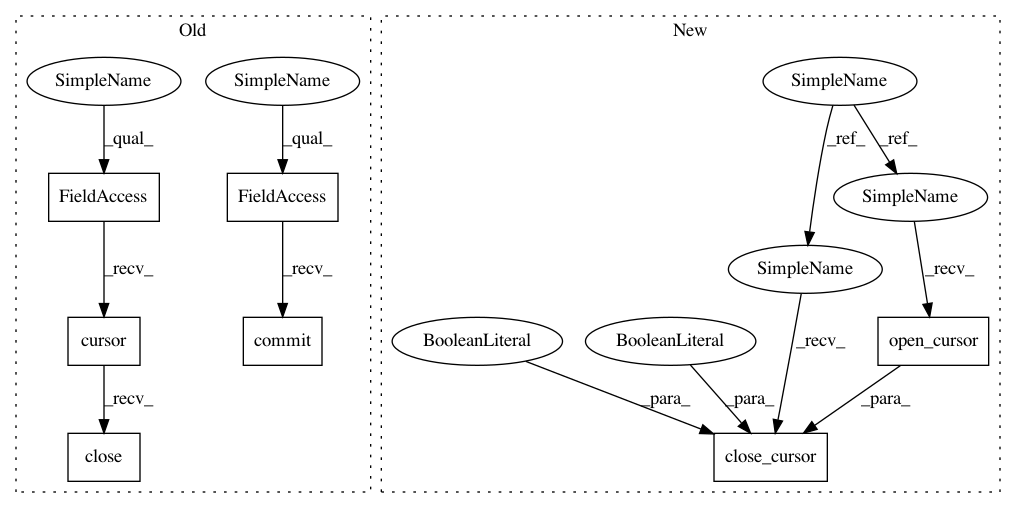 Old
New
SimpleName
SimpleName
SimpleName
_qual_
_qual_
_ref_
_ref_
FieldAccess
FieldAccess
SimpleName
_recv_
_recv_
SimpleName
_recv_
cursor
commit
BooleanLiteral
BooleanLiteral
_recv_
open_cursor
_recv_
_para_
_para_
_para_
close
close_cursor